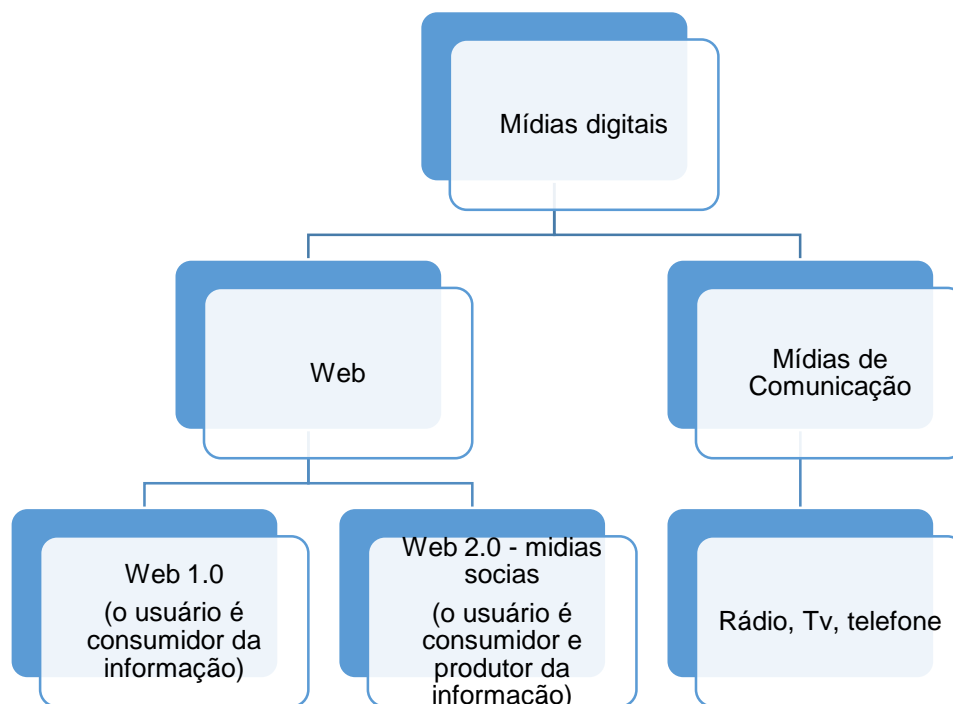 Mídias digitais
Web
Mídias de
Comunicação
Web 1.0
(o usuário é
consumidor da
informação)
Web 2.0 - midias
socias
(o usuário é
consumidor e
produtor da
informação)
Rádio, Tv, telefone